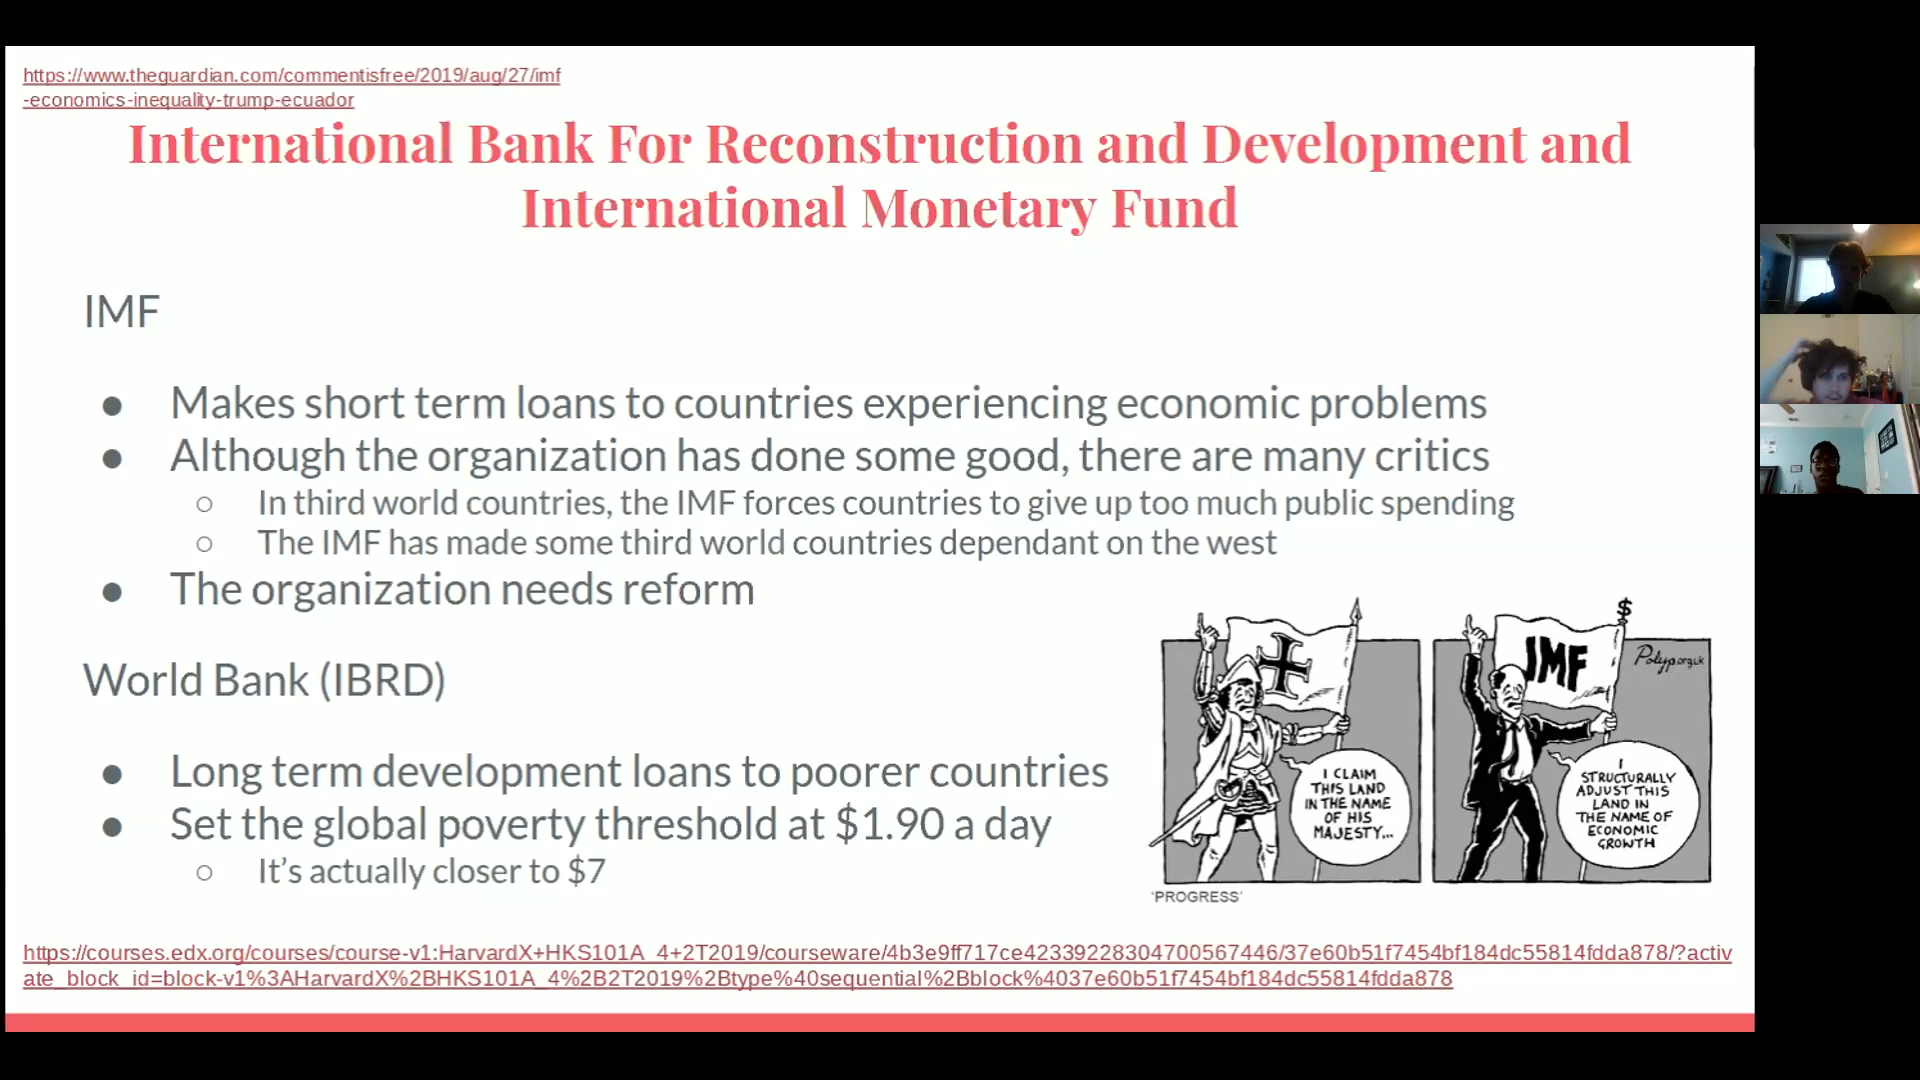 https://www.theguardian.com/commentisfree/2019/aug/27/imf
-economics-inequality-trump-ecuador
International Bank For Reconstruction and Development and
International Monetary Fund
IMF
● Makes short term loans to countries experiencing economic problems
● Although the organization has done some good, there are many critics
○ In third world countries, the IMF forces countries to give up too much public spending
○ The IMF has made some third world countries dependant on the west
● The organization needs reform
World Bank (IBRD)
● Long term development loans to poorer countries
● Set the global poverty threshold at $1.90 a day
○ It's actually closer to $7
I CLAIM
THIS LAND
IN THE NAME
OF HIS
MAJESTY...
$
IMF
Polyp.org.uk
I
STRUCTURALLY
ADJUST THIS
LAND IN
THE NAME OF
ECONOMIC
GROWTH
'PROGRESS'
https://courses.edx.org/courses/course-v1:HarvardX+HKS101A_4+2T2019/courseware/4b3e9ff717ce42339228304700567446/37e60b51f7454bf184dc55814fdda878/?activ
ate_block_id=block-v1%3AHarvardX%2BHKS101A_4%2B2T2019%2Btype%40sequential%2Bblock%4037e60b51f7454bf184dc55814fdda878